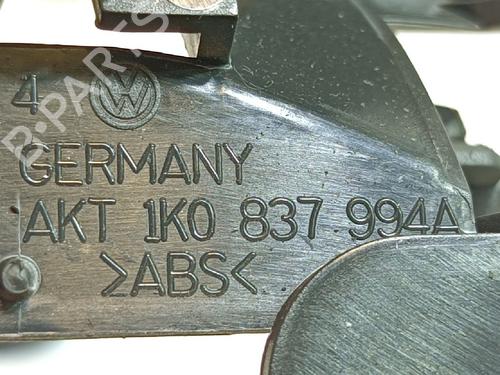 B-PARTS
4
GERMANY
AKT 1K0 837 994A
>ABS<